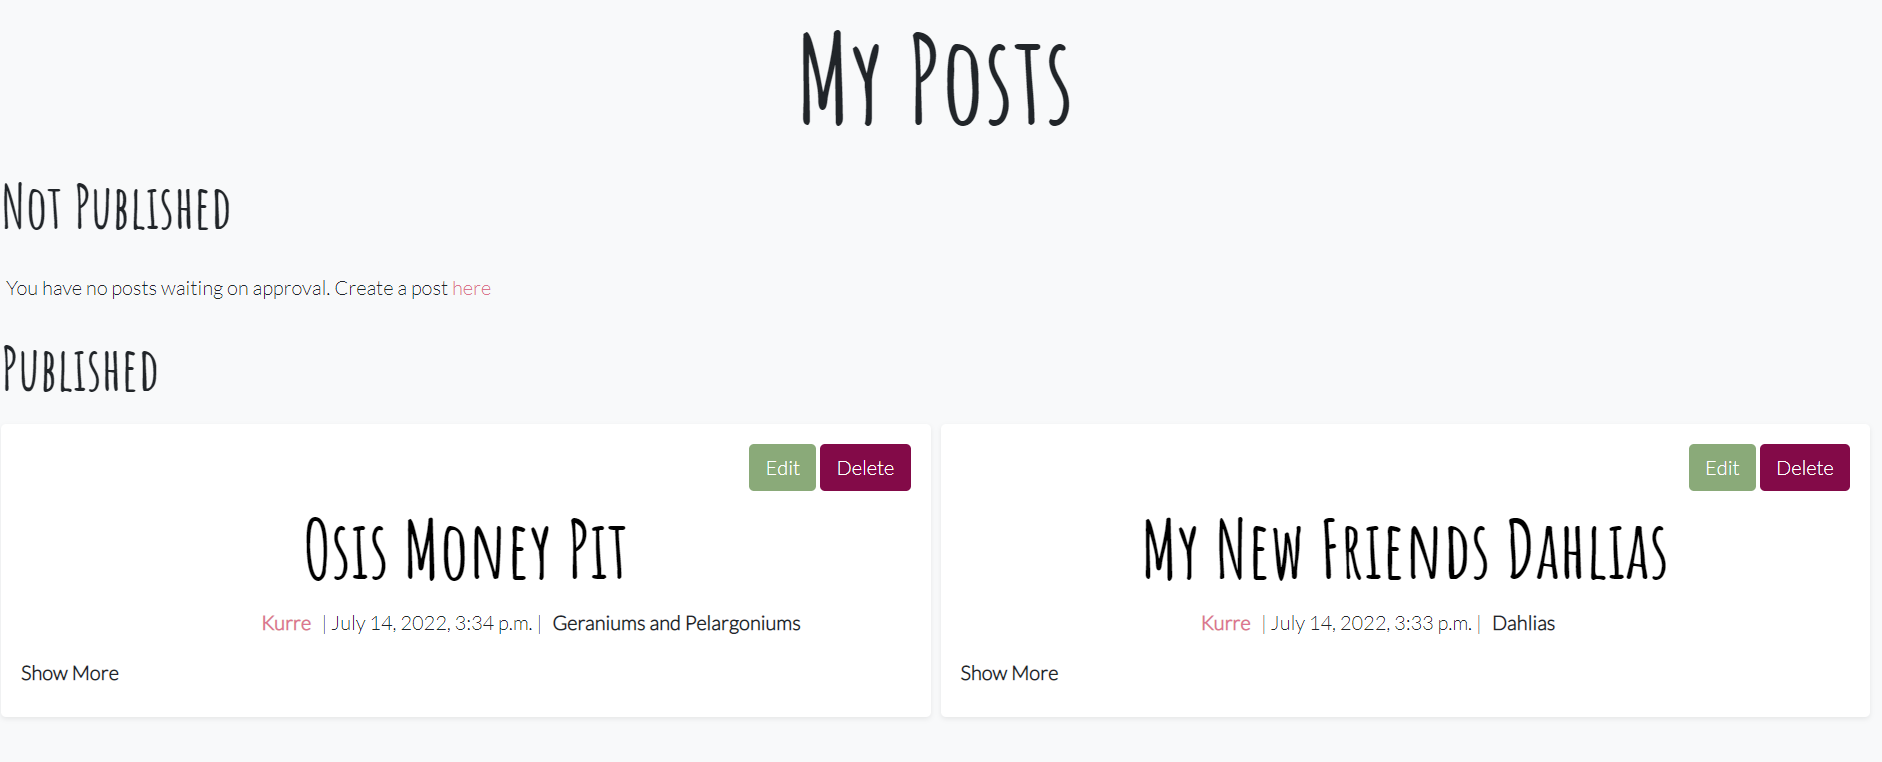 My Posts
Not Published
You have no posts waiting on approval. Create a post here
Published
Edit Delete
Osis Money Pit
Kurre | July 14, 2022, 3:34 p.m. | Geraniums and Pelargoniums
Show More
Edit Delete
My New Friends Dahlias
Kurre | July 14, 2022, 3:33 p.m. | Dahlias
Show More